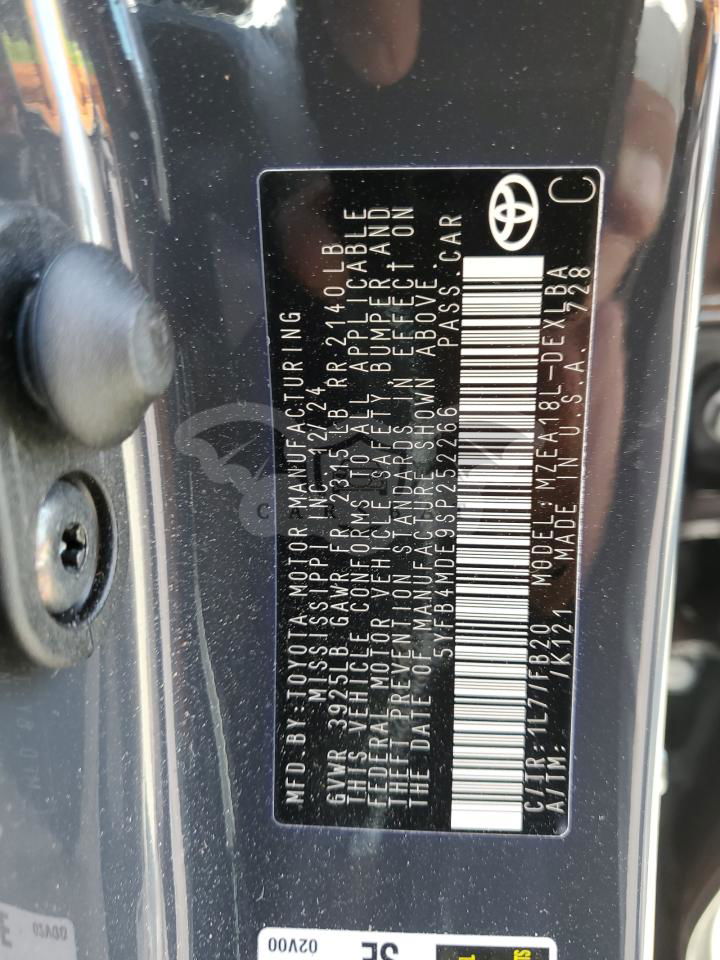 MFD BY:TOYOTA MOTOR MANUFACTURING
MISSISSIPPI INC 12/24
GVWR 3925LB GAWR FR 2315LB RR 2140LB
THIS VEHICLE CONFORMS TO ALL APPLICABLE
FEDERAL MOTOR VEHICLE SAFETY, BUMPER AND
THEFT PREVENTION STANDARDS IN EFFECT ON
THE DATE OF MANUFACTURE SHOWN ABOVE.
5YFB4MDE9SP252266 PASS.CAR
C/TR:1L7/FB20 MODEL:MZEA18L-DEXLBA
A/TM: /K121 MADE IN U.S.A. 728
C
02V00
SE
02V00